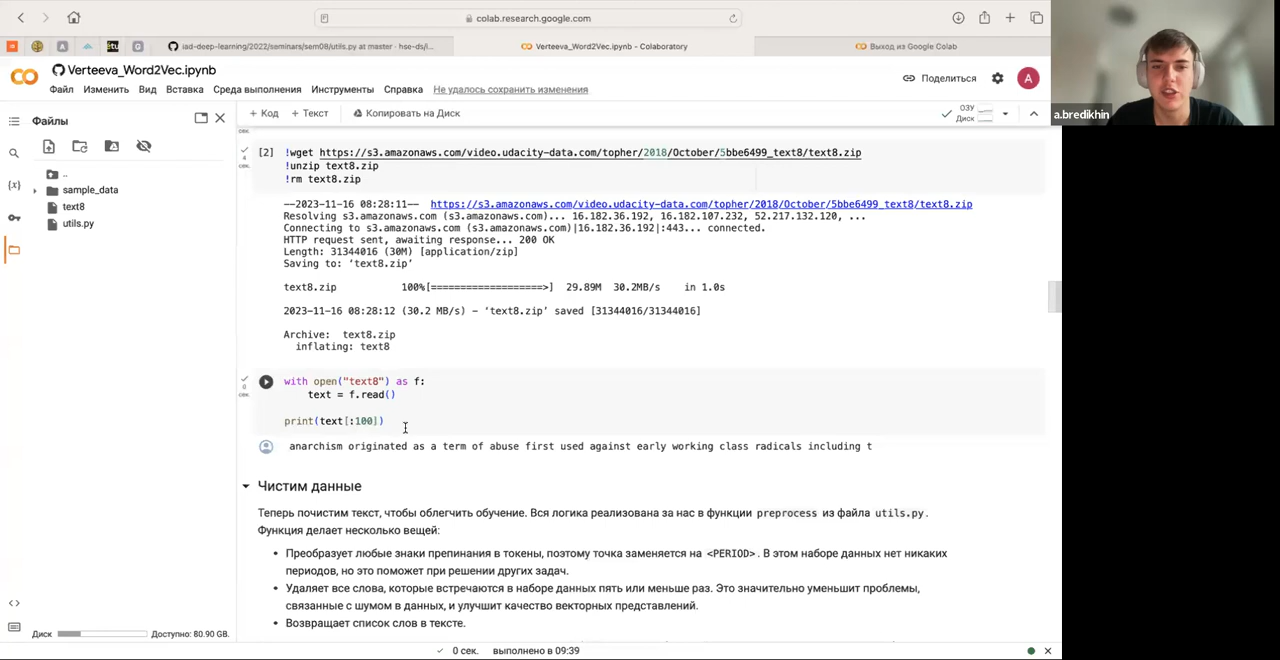 colab.research.google.com
iad-deep-learning/2022/seminars/sem08/utils.py at master · hse-ds/i...
Verteeva_Word2Vec.ipynb - Colaboratory
Выход из Google Colab
Verteeva_Word2Vec.ipynb
Файл Изменить Вид Вставка Среда выполнения Инструменты Справка Не удалось сохранить изменения
Поделиться
A
a.bredikhin
Файлы
+ Код + Текст Копировать на Диск
ОЗУ
Диск
сек.
..
sample_data
text8
utils.py
4
сек.
[2] !wget https://s3.amazonaws.com/video.udacity-data.com/topher/2018/October/5bbe6499_text8/text8.zip
!unzip text8.zip
!rm text8.zip
--2023-11-16 08:28:11-- https://s3.amazonaws.com/video.udacity-data.com/topher/2018/October/5bbe6499_text8/text8.zip
Resolving s3.amazonaws.com (s3.amazonaws.com)... 16.182.36.192, 16.182.107.232, 52.217.132.120, ...
Connecting to s3.amazonaws.com (s3.amazonaws.com)|16.182.36.192|:443... connected.
HTTP request sent, awaiting response... 200 OK
Length: 31344016 (30M) [application/zip]
Saving to: ‘text8.zip’
text8.zip 100%[===================>] 29.89M 30.2MB/s in 1.0s
2023-11-16 08:28:12 (30.2 MB/s) - ‘text8.zip’ saved [31344016/31344016]
Archive: text8.zip
inflating: text8
0
сек.
with open("text8") as f:
text = f.read()
print(text[:100])
anarchism originated as a term of abuse first used against early working class radicals including t
Чистим данные
Теперь почистим текст, чтобы облегчить обучение. Вся логика реализована за нас в функции preprocess из файла utils.py.
Функция делает несколько вещей:
• Преобразует любые знаки препинания в токены, поэтому точка заменяется на <PERIOD>. В этом наборе данных нет никаких
периодов, но это поможет при решении других задач.
• Удаляет все слова, которые встречаются в наборе данных пять или меньше раз. Это значительно уменьшит проблемы,
связанные с шумом в данных, и улучшит качество векторных представлений.
• Возвращает список слов в тексте.
Диск Доступно: 80.90 GB.
0 сек. выполнено в 09:39